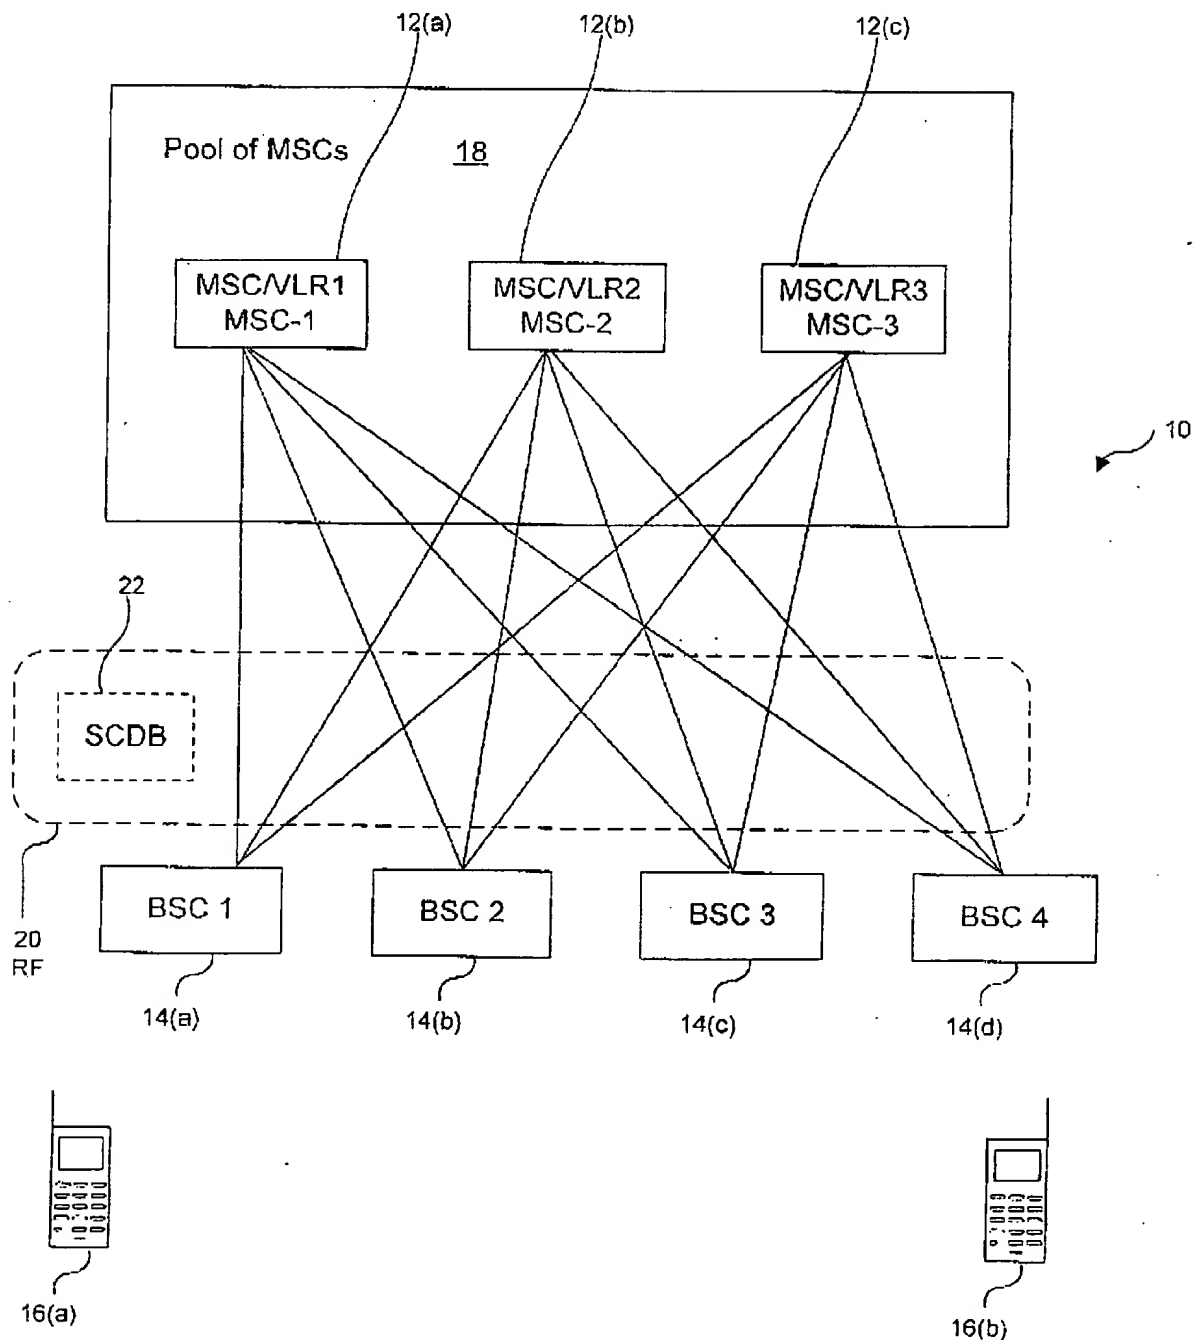 12(a)
12(b)
12(c)
Pool of MSCs
18
MSC/VLR1
MSC-1
MSC/VLR2
MSC-2
MSC/VLR3
MSC-3
10
22
SCDB
BSC 1
BSC 2
BSC 3
BSC 4
20
RF
14(a)
14(b)
14(c)
14(d)
16(a)
16(b)